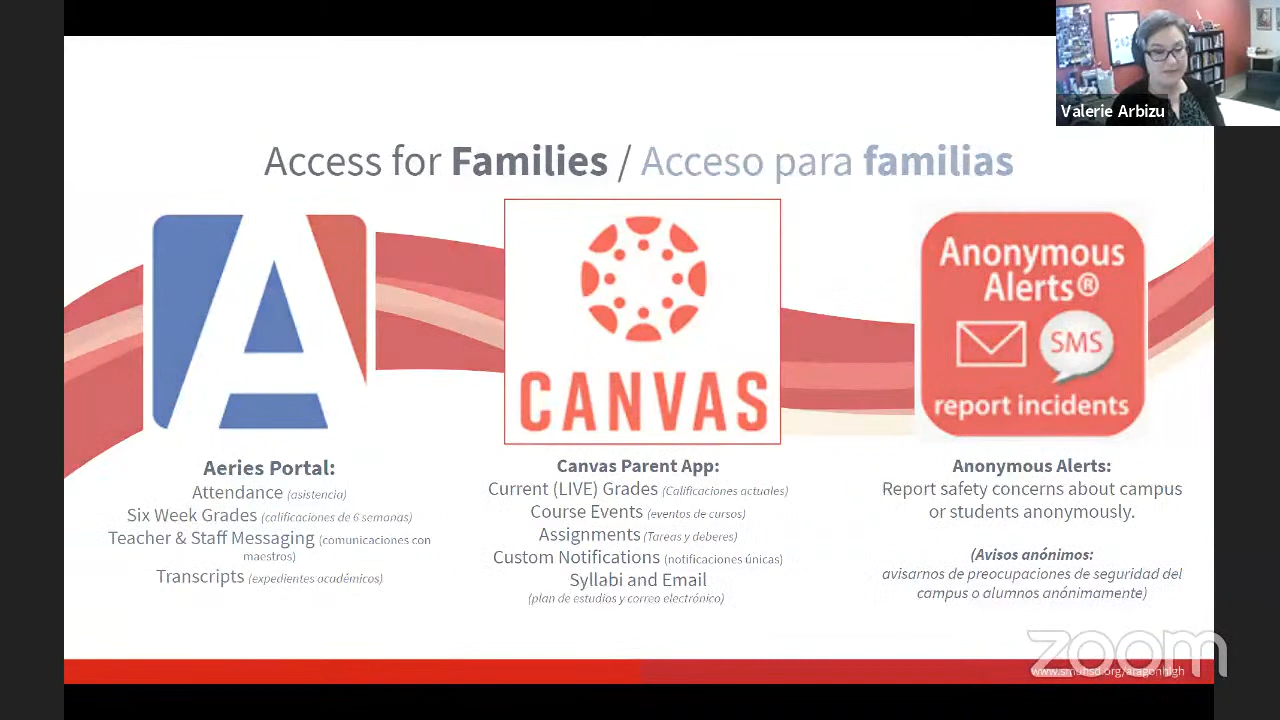 Valerie Arbizu
Access for Families / Acceso para familias
Aeries Portal:
Attendance (asistencia)
Six Week Grades (calificaciones de 6 semanas)
Teacher & Staff Messaging (comunicaciones con
maestros)
Transcripts (expedientes académicos)
CANVAS
Canvas Parent App:
Current (LIVE) Grades (Calificaciones actuales)
Course Events (eventos de cursos)
Assignments (Tareas y deberes)
Custom Notifications (notificaciones únicas)
Syllabi and Email
(plan de estudios y correo electrónico)
Anonymous
Alerts®
SMS
report incidents
Anonymous Alerts:
Report safety concerns about campus
or students anonymously.
(Avisos anónimos:
avisarnos de preocupaciones de seguridad del
campus o alumnos anónimamente)
zoom
www.smuhsd.org/aragonhigh